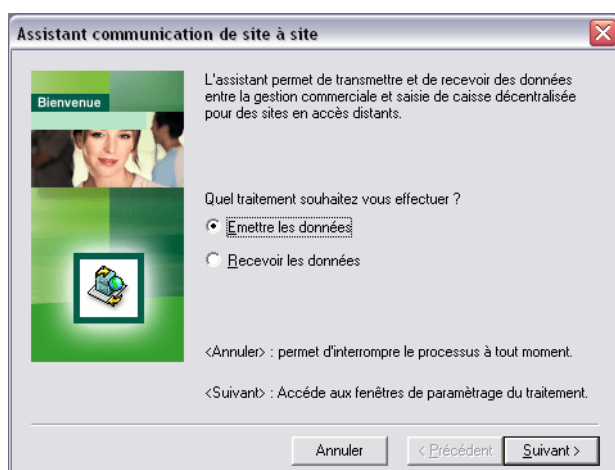 Assistant communication de site à site
Bienvenue
L'assistant permet de transmettre et de recevoir des données
entre la gestion commerciale et saisie de caisse décentralisée
pour des sites en accès distants.
Quel traitement souhaitez vous effectuer ?
Emettre les données
Recevoir les données
<Annuler> : permet d'interrompre le processus à tout moment.
<Suivant> : Accéde aux fenêtres de paramètrage du traitement.
Annuler
< Précédent
Suivant >